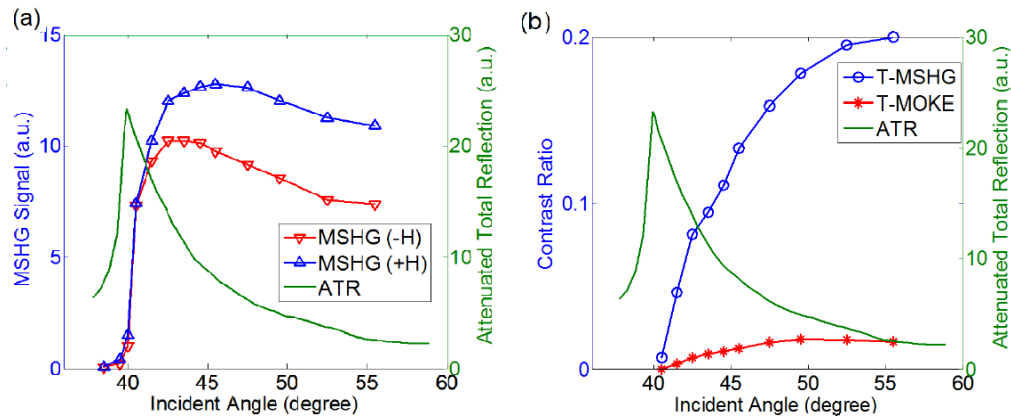 (a)
MSHG Signal (a.u.)
15
10
5
0
30
20
10
0
Attenuated Total Reflection (a.u.)
MSHG (-H)
MSHG (+H)
ATR
40 45 50 55 60
Incident Angle (degree)
(b)
Contrast Ratio
0.2
0.1
0
30
20
10
0
Attenuated Total Reflection (a.u.)
T-MSHG
T-MOKE
ATR
40 45 50 55 60
Incident Angle (degree)